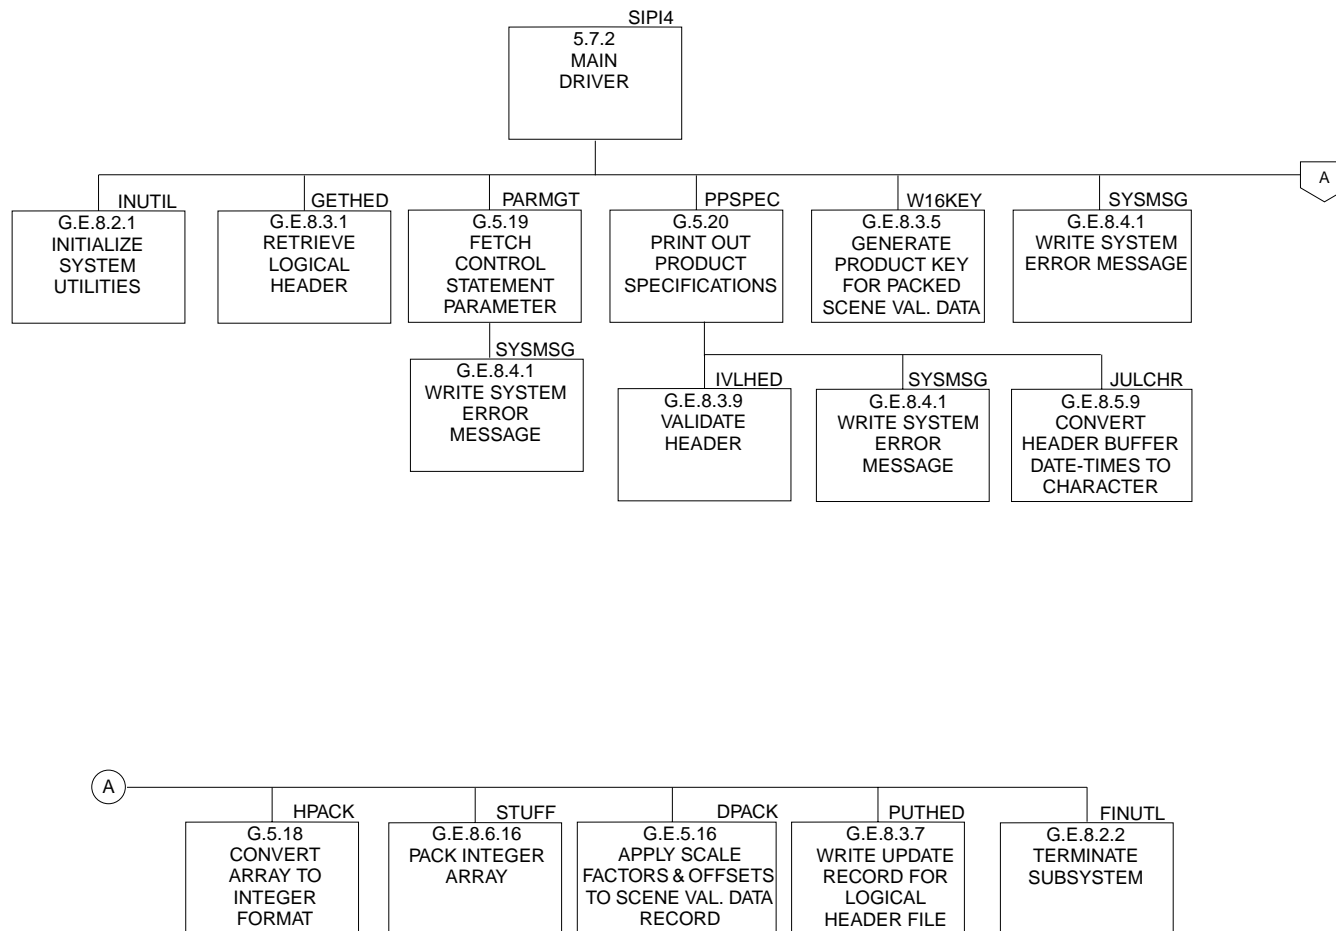 SIPI4
5.7.2
MAIN
DRIVER
A
INUTIL
G.E.8.2.1
INITIALIZE
SYSTEM
UTILITIES
GETHED
G.E.8.3.1
RETRIEVE
LOGICAL
HEADER
PARMGT
G.5.19
FETCH
CONTROL
STATEMENT
PARAMETER
PPSPEC
G.5.20
PRINT OUT
PRODUCT
SPECIFICATIONS
W16KEY
G.E.8.3.5
GENERATE
PRODUCT KEY
FOR PACKED
SCENE VAL. DATA
SYSMSG
G.E.8.4.1
WRITE SYSTEM
ERROR MESSAGE
SYSMSG
G.E.8.4.1
WRITE SYSTEM
ERROR
MESSAGE
IVLHED
G.E.8.3.9
VALIDATE
HEADER
SYSMSG
G.E.8.4.1
WRITE SYSTEM
ERROR
MESSAGE
JULCHR
G.E.8.5.9
CONVERT
HEADER BUFFER
DATE-TIMES TO
CHARACTER
A
HPACK
G.5.18
CONVERT
ARRAY TO
INTEGER
FORMAT
STUFF
G.E.8.6.16
PACK INTEGER
ARRAY
DPACK
G.E.5.16
APPLY SCALE
FACTORS & OFFSETS
TO SCENE VAL. DATA
RECORD
PUTHED
G.E.8.3.7
WRITE UPDATE
RECORD FOR
LOGICAL
HEADER FILE
FINUTL
G.E.8.2.2
TERMINATE
SUBSYSTEM